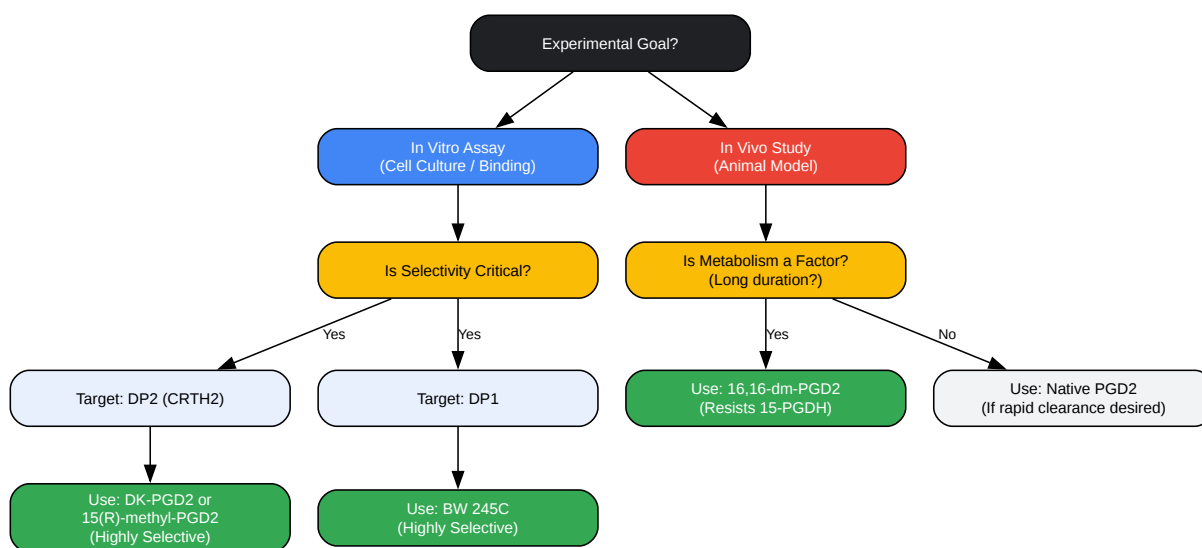 Experimental Goal?
In Vitro Assay
(Cell Culture / Binding)
In Vivo Study
(Animal Model)
Is Selectivity Critical?
Is Metabolism a Factor?
(Long duration?)
Yes
Yes
Yes
No
Target: DP2 (CRTH2)
Target: DP1
Use: 16,16-dm-PGD2
(Resists 15-PGDH)
Use: Native PGD2
(If rapid clearance desired)
Use: DK-PGD2 or
15(R)-methyl-PGD2
(Highly Selective)
Use: BW 245C
(Highly Selective)